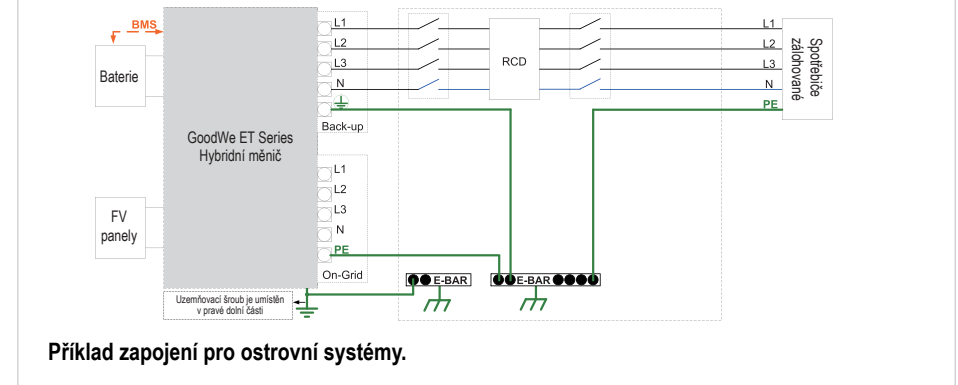 BMS
Baterie
FV
panely
GoodWe ET Series
Hybridní měnič
L1
L2
L3
N
Back-up
L1
L2
L3
N
PE
On-Grid
Uzemňovací šroub je umístěn
v pravé dolní části
RCD
E-BAR
E-BAR
L1
L2
L3
N
PE
Spotřebiče
zálohované
Příklad zapojení pro ostrovní systémy.